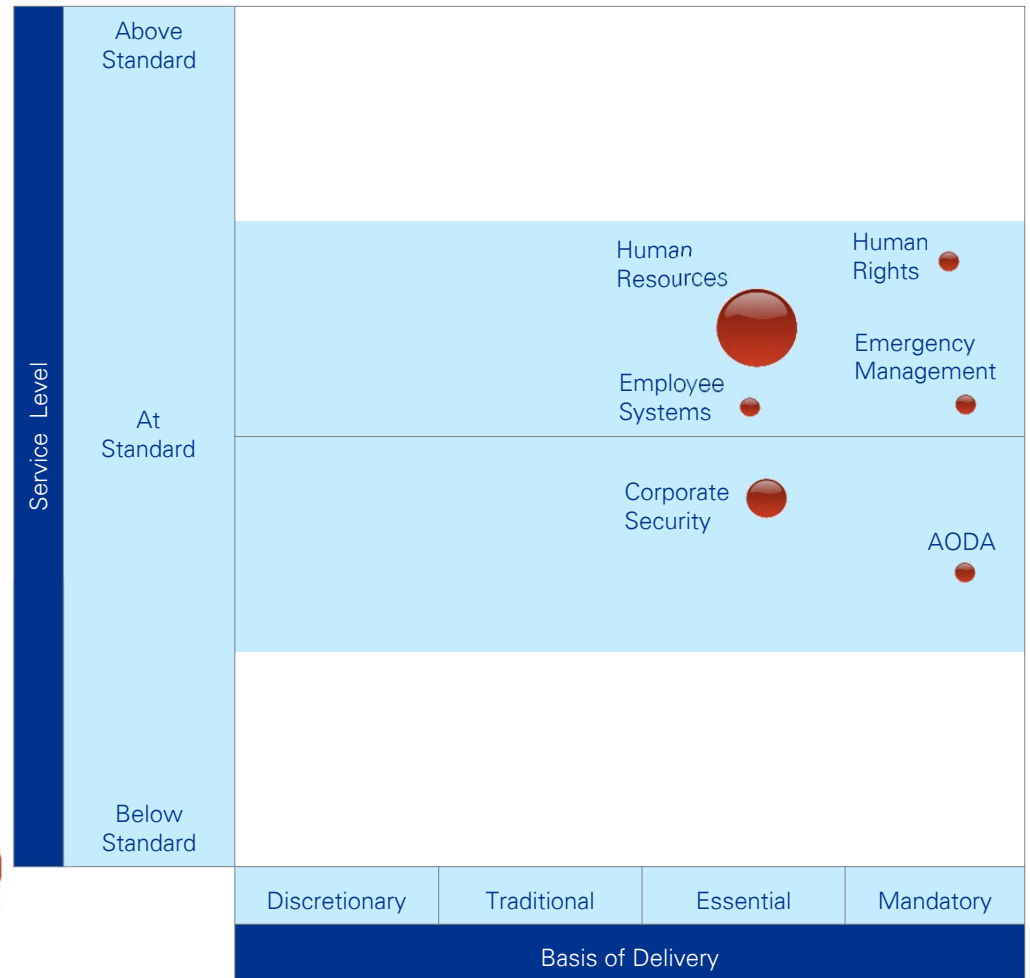 Above
Standard
Human
Resources
Human
Rights
Emergency
Management
Employee
Systems
Service Level
At
Standard
Corporate
Security
AODA
Below
Standard
Discretionary
Traditional
Essential
Mandatory
Basis of Delivery